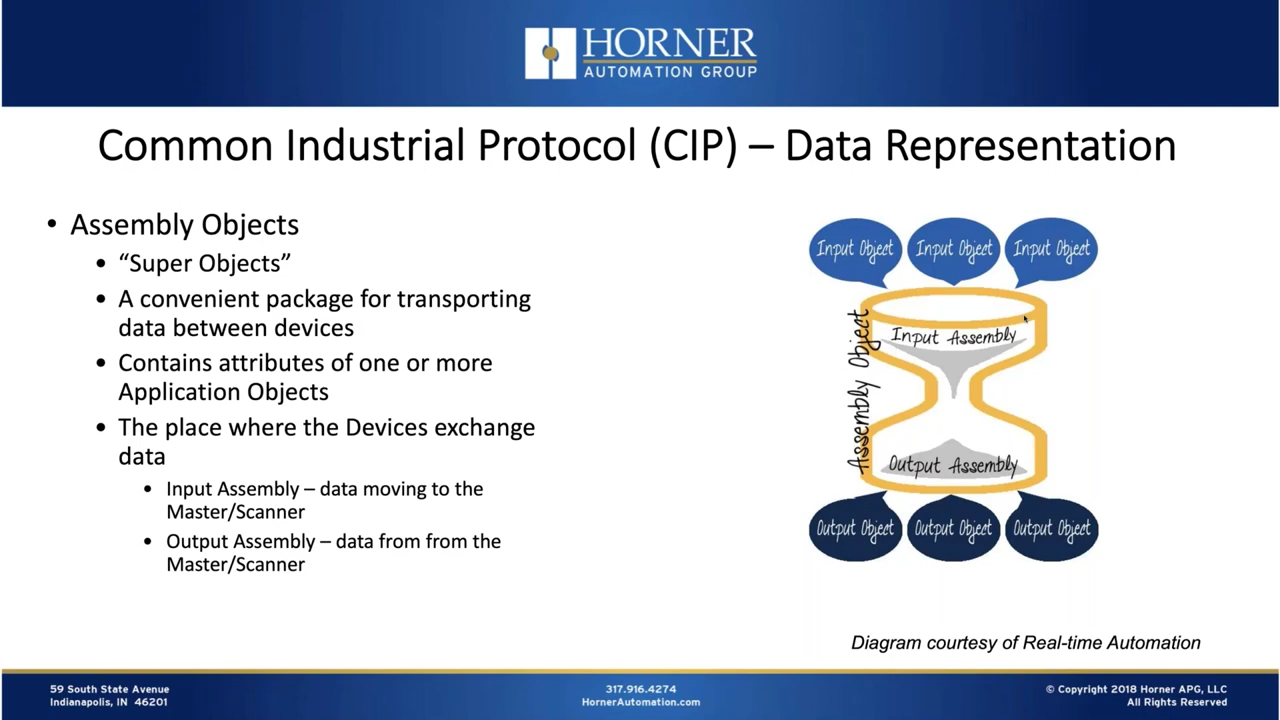 HORNER
AUTOMATION GROUP
Common Industrial Protocol (CIP) – Data Representation
• Assembly Objects
• “Super Objects”
• A convenient package for transporting
data between devices
• Contains attributes of one or more
Application Objects
• The place where the Devices exchange
data
• Input Assembly – data moving to the
Master/Scanner
• Output Assembly – data from from the
Master/Scanner
Input Object Input Object Input Object
Assembly Object
Input Assembly
Output Assembly
Output Object Output Object Output Object
Diagram courtesy of Real-time Automation
59 South State Avenue
Indianapolis, IN 46201
317.916.4274
HornerAutomation.com
© Copyright 2018 Horner APG, LLC
All Rights Reserved